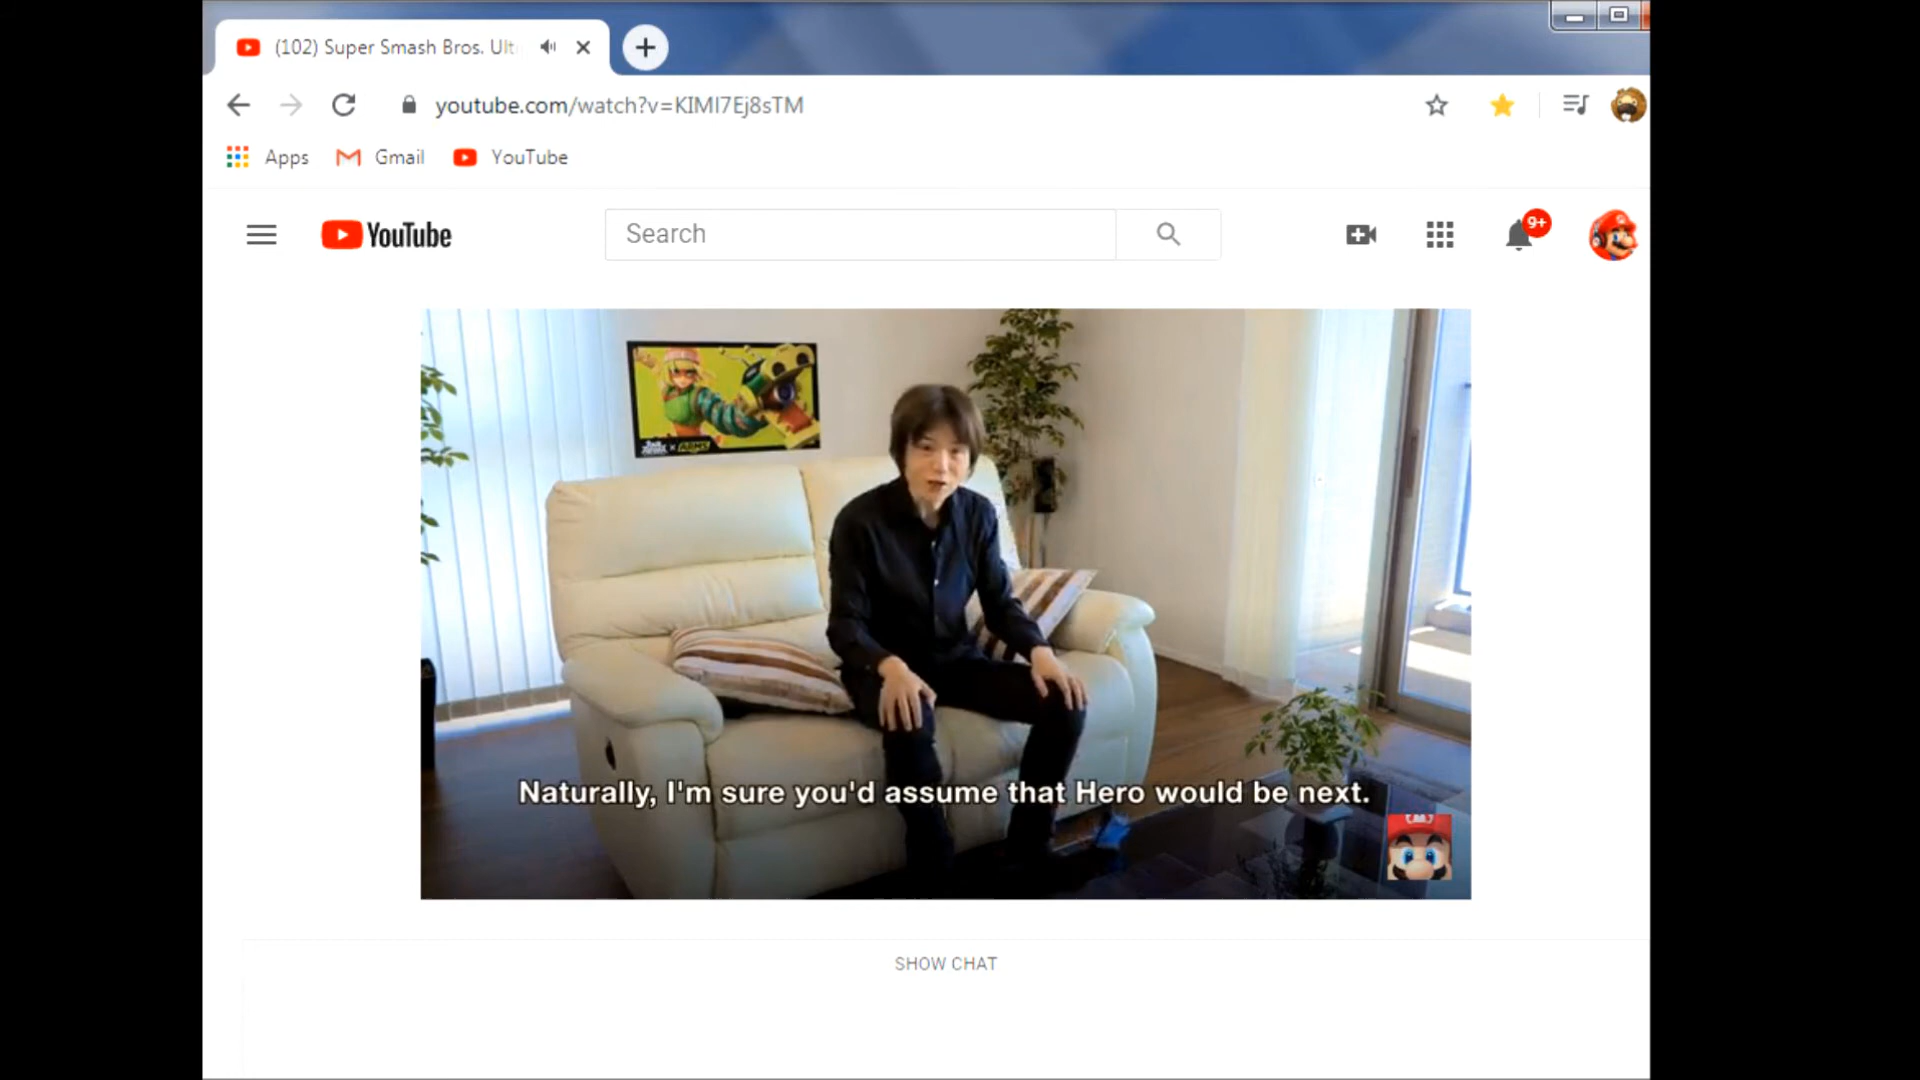 (102) Super Smash Bros. Ult
youtube.com/watch?v=KIMI7Ej8sTM
Apps
Gmail
YouTube
YouTube
Search
9+
ARMS
Naturally, I'm sure you'd assume that Hero would be next.
SHOW CHAT